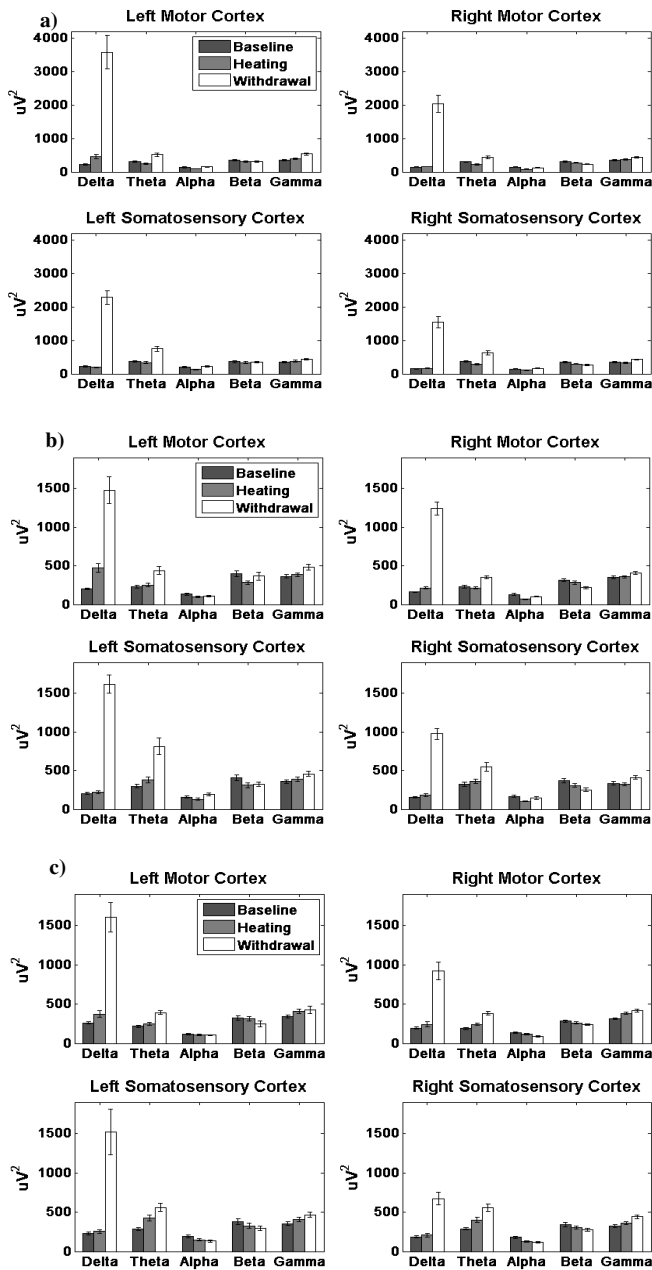 a)
Left Motor Cortex
Right Motor Cortex
4000
3000
2000
1000
0
uV²
Baseline
Heating
Withdrawal
Delta Theta Alpha Beta Gamma
4000
3000
2000
1000
0
uV²
Delta Theta Alpha Beta Gamma
Left Somatosensory Cortex
Right Somatosensory Cortex
4000
3000
2000
1000
0
uV²
Delta Theta Alpha Beta Gamma
4000
3000
2000
1000
0
uV²
Delta Theta Alpha Beta Gamma
b)
Left Motor Cortex
Right Motor Cortex
1500
1000
500
0
uV²
Baseline
Heating
Withdrawal
Delta Theta Alpha Beta Gamma
1500
1000
500
0
uV²
Delta Theta Alpha Beta Gamma
Left Somatosensory Cortex
Right Somatosensory Cortex
1500
1000
500
0
uV²
Delta Theta Alpha Beta Gamma
1500
1000
500
0
uV²
Delta Theta Alpha Beta Gamma
c)
Left Motor Cortex
Right Motor Cortex
1500
1000
500
0
uV²
Baseline
Heating
Withdrawal
Delta Theta Alpha Beta Gamma
1500
1000
500
0
uV²
Delta Theta Alpha Beta Gamma
Left Somatosensory Cortex
Right Somatosensory Cortex
1500
1000
500
0
uV²
Delta Theta Alpha Beta Gamma
1500
1000
500
0
uV²
Delta Theta Alpha Beta Gamma